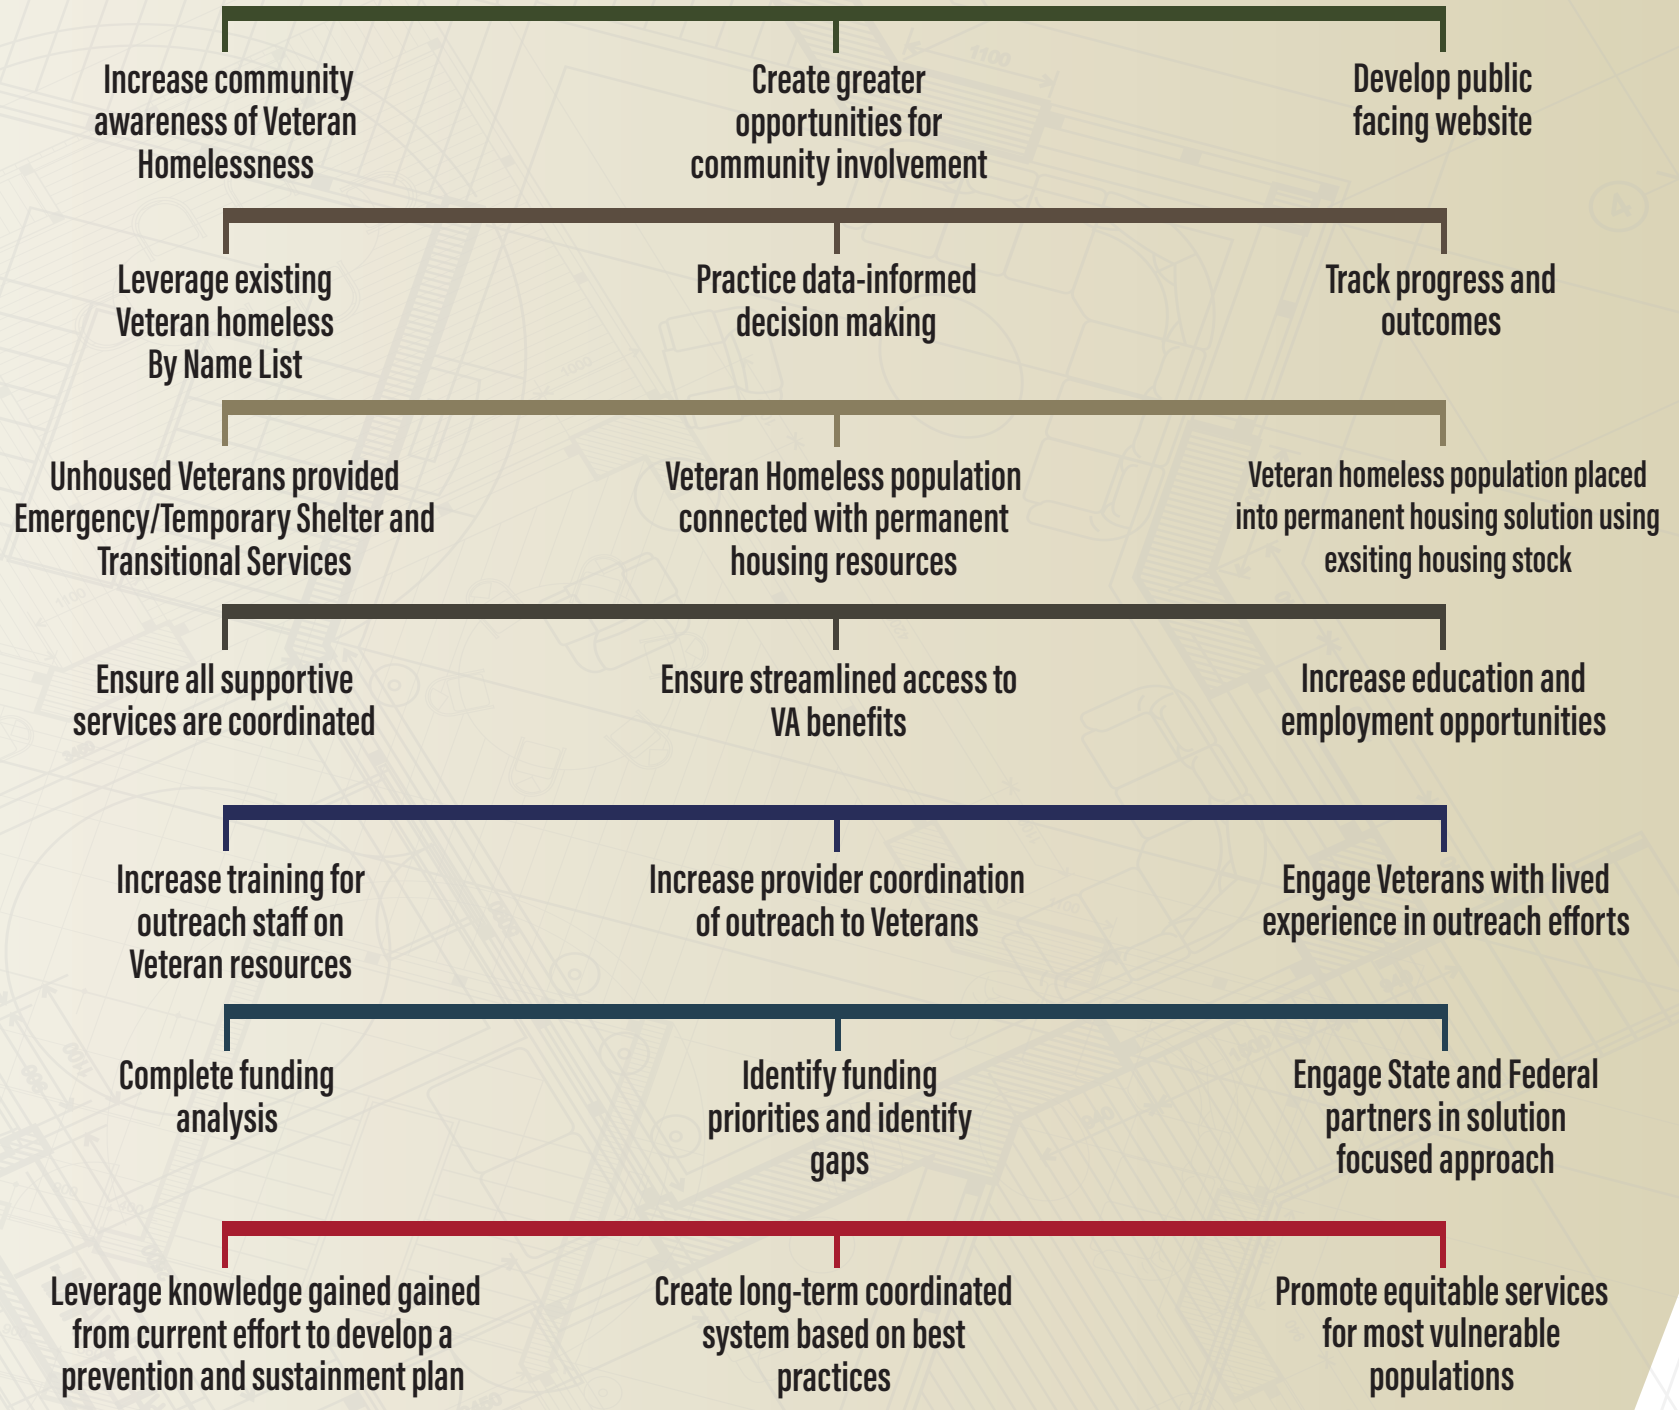 Increase community
awareness of Veteran
Homelessness
Create greater
opportunities for
community involvement
Develop public
facing website
Leverage existing
Veteran homeless
By Name List
Practice data-informed
decision making
Track progress and
outcomes
Unhoused Veterans provided
Emergency/Temporary Shelter and
Transitional Services
Veteran Homeless population
connected with permanent
housing resources
Veteran homeless population placed
into permanent housing solution using
exsiting housing stock
Ensure all supportive
services are coordinated
Ensure streamlined access to
VA benefits
Increase education and
employment opportunities
Increase training for
outreach staff on
Veteran resources
Increase provider coordination
of outreach to Veterans
Engage Veterans with lived
experience in outreach efforts
Complete funding
analysis
Identify funding
priorities and identify
gaps
Engage State and Federal
partners in solution
focused approach
Leverage knowledge gained gained
from current effort to develop a
prevention and sustainment plan
Create long-term coordinated
system based on best
practices
Promote equitable services
for most vulnerable
populations